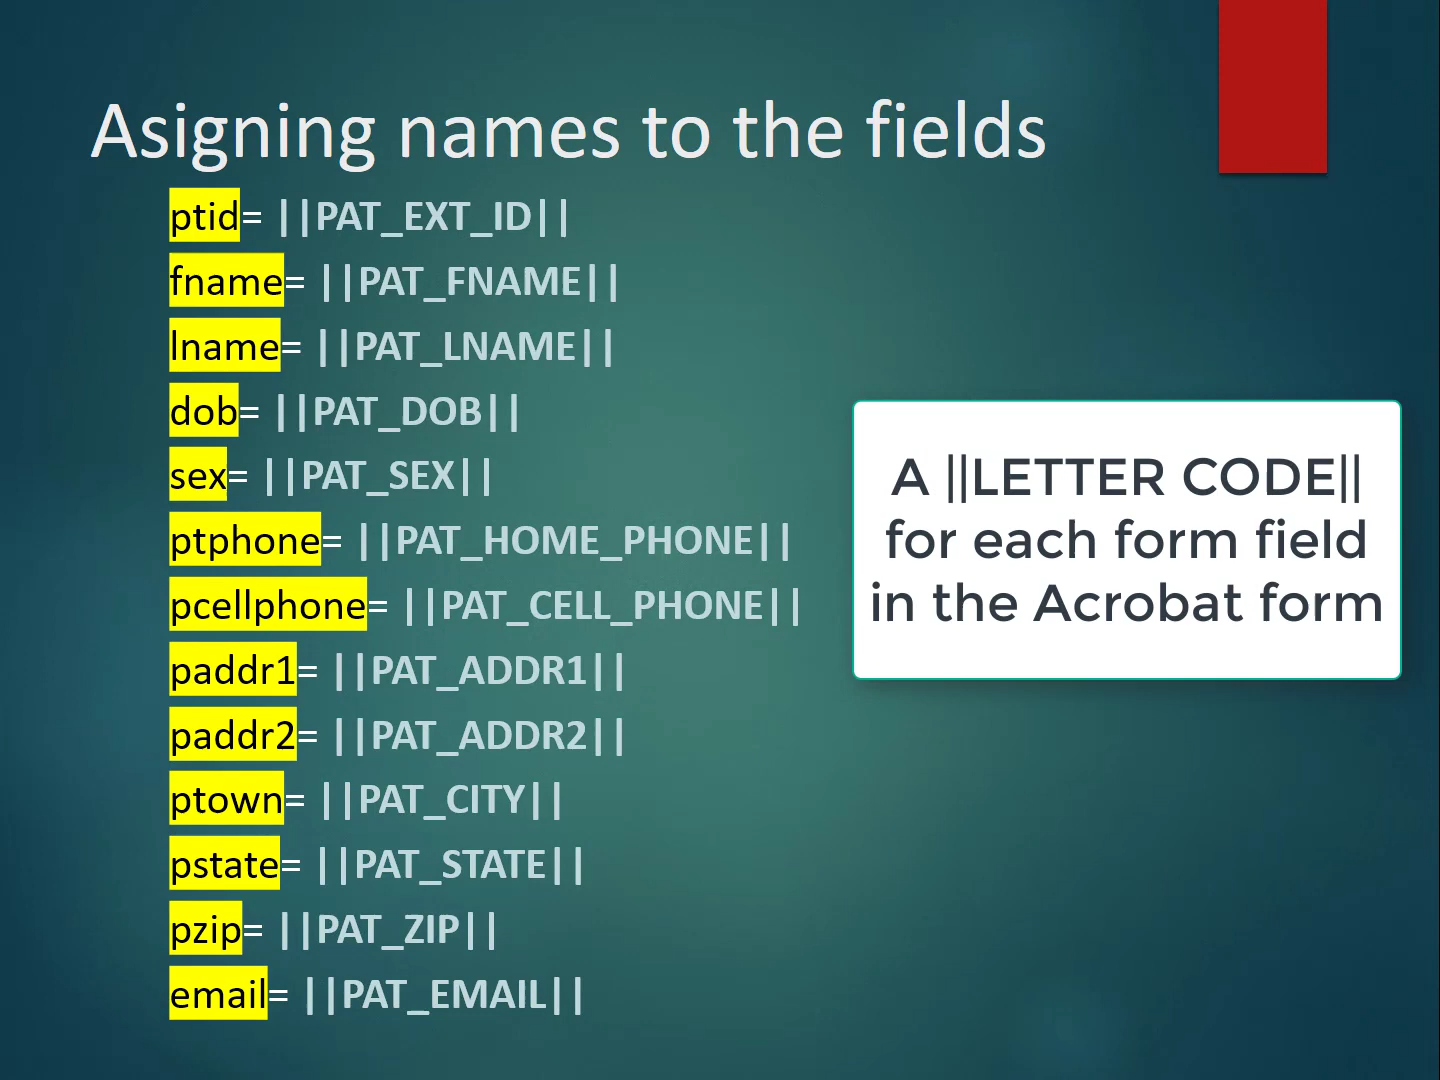 Asigning names to the fields
ptid= ||PAT_EXT_ID||
fname= ||PAT_FNAME||
lname= ||PAT_LNAME||
dob= ||PAT_DOB||
sex= ||PAT_SEX||
ptphone= ||PAT_HOME_PHONE||
pcellphone= ||PAT_CELL_PHONE||
paddr1= ||PAT_ADDR1||
paddr2= ||PAT_ADDR2||
ptown= ||PAT_CITY||
pstate= ||PAT_STATE||
pzip= ||PAT_ZIP||
email= ||PAT_EMAIL||
A ||LETTER CODE||
for each form field
in the Acrobat form